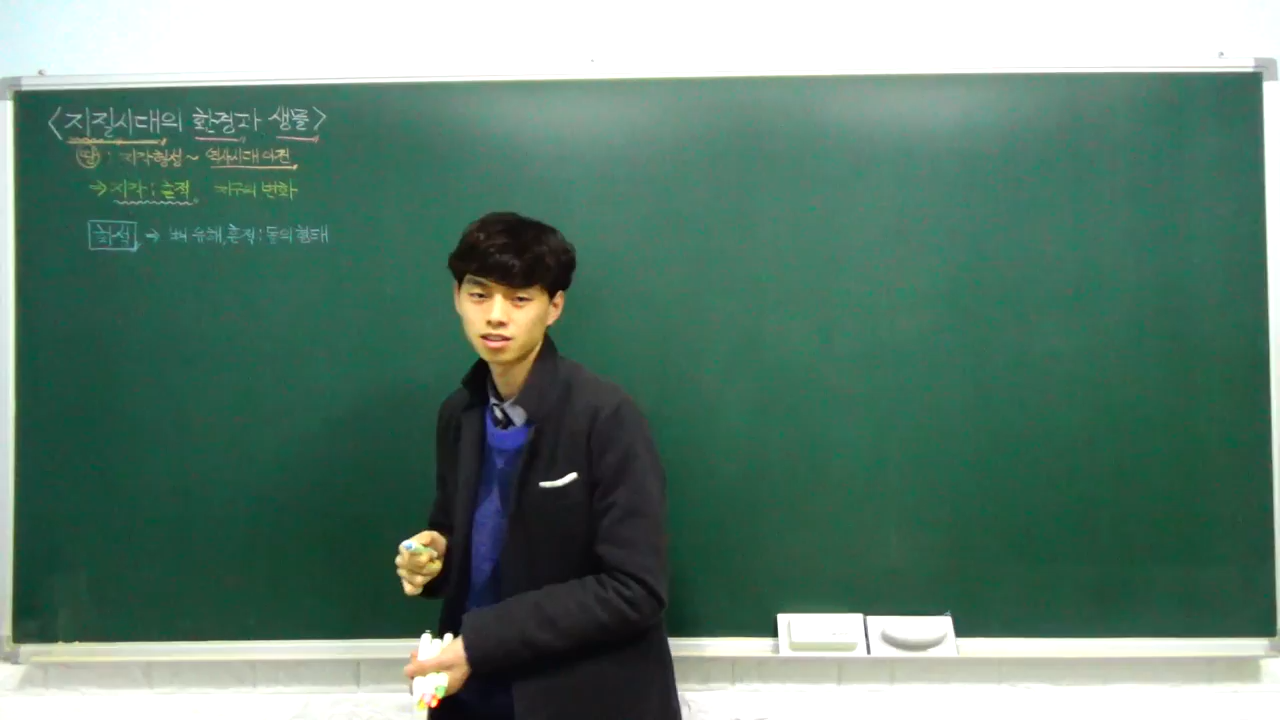 <지질시대의 환경과 생물>
땅 : 지각형성 ~ 역사시대 이전
→ 지각 : 흔적 지구의 변화
화석 → 뼈 유해, 흔적 : 돌의 형태